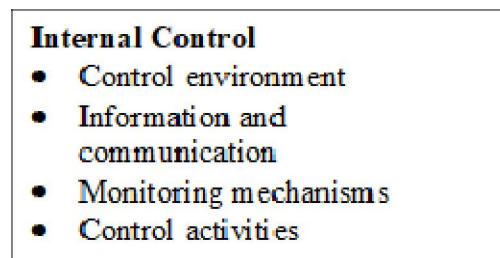 Internal Control
• Control environment
• Information and
communication
• Monitoring mechanisms
• Control activities